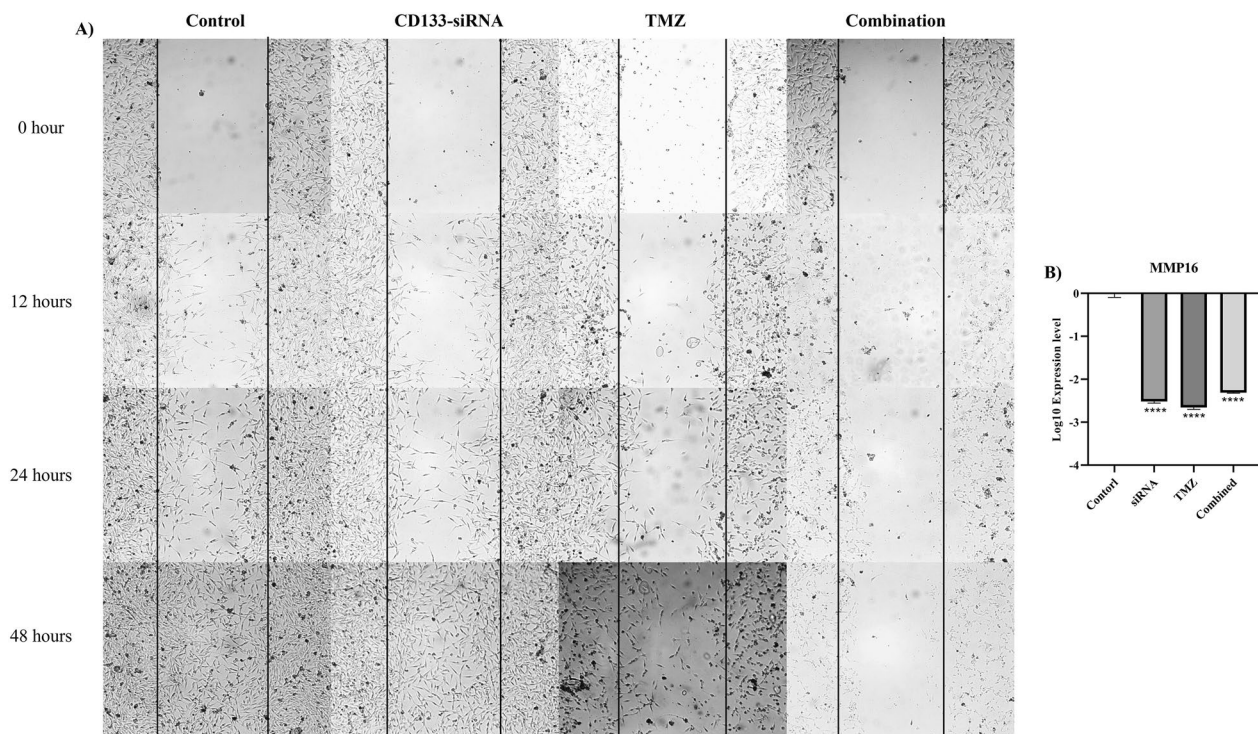 Control CD133-siRNA TMZ Combination
A)
0 hour
12 hours
24 hours
48 hours
B)
MMP16
Log10 Expression level
0
-1
-2
-3
-4
**** **** ****
Contorl siRNA TMZ Combined